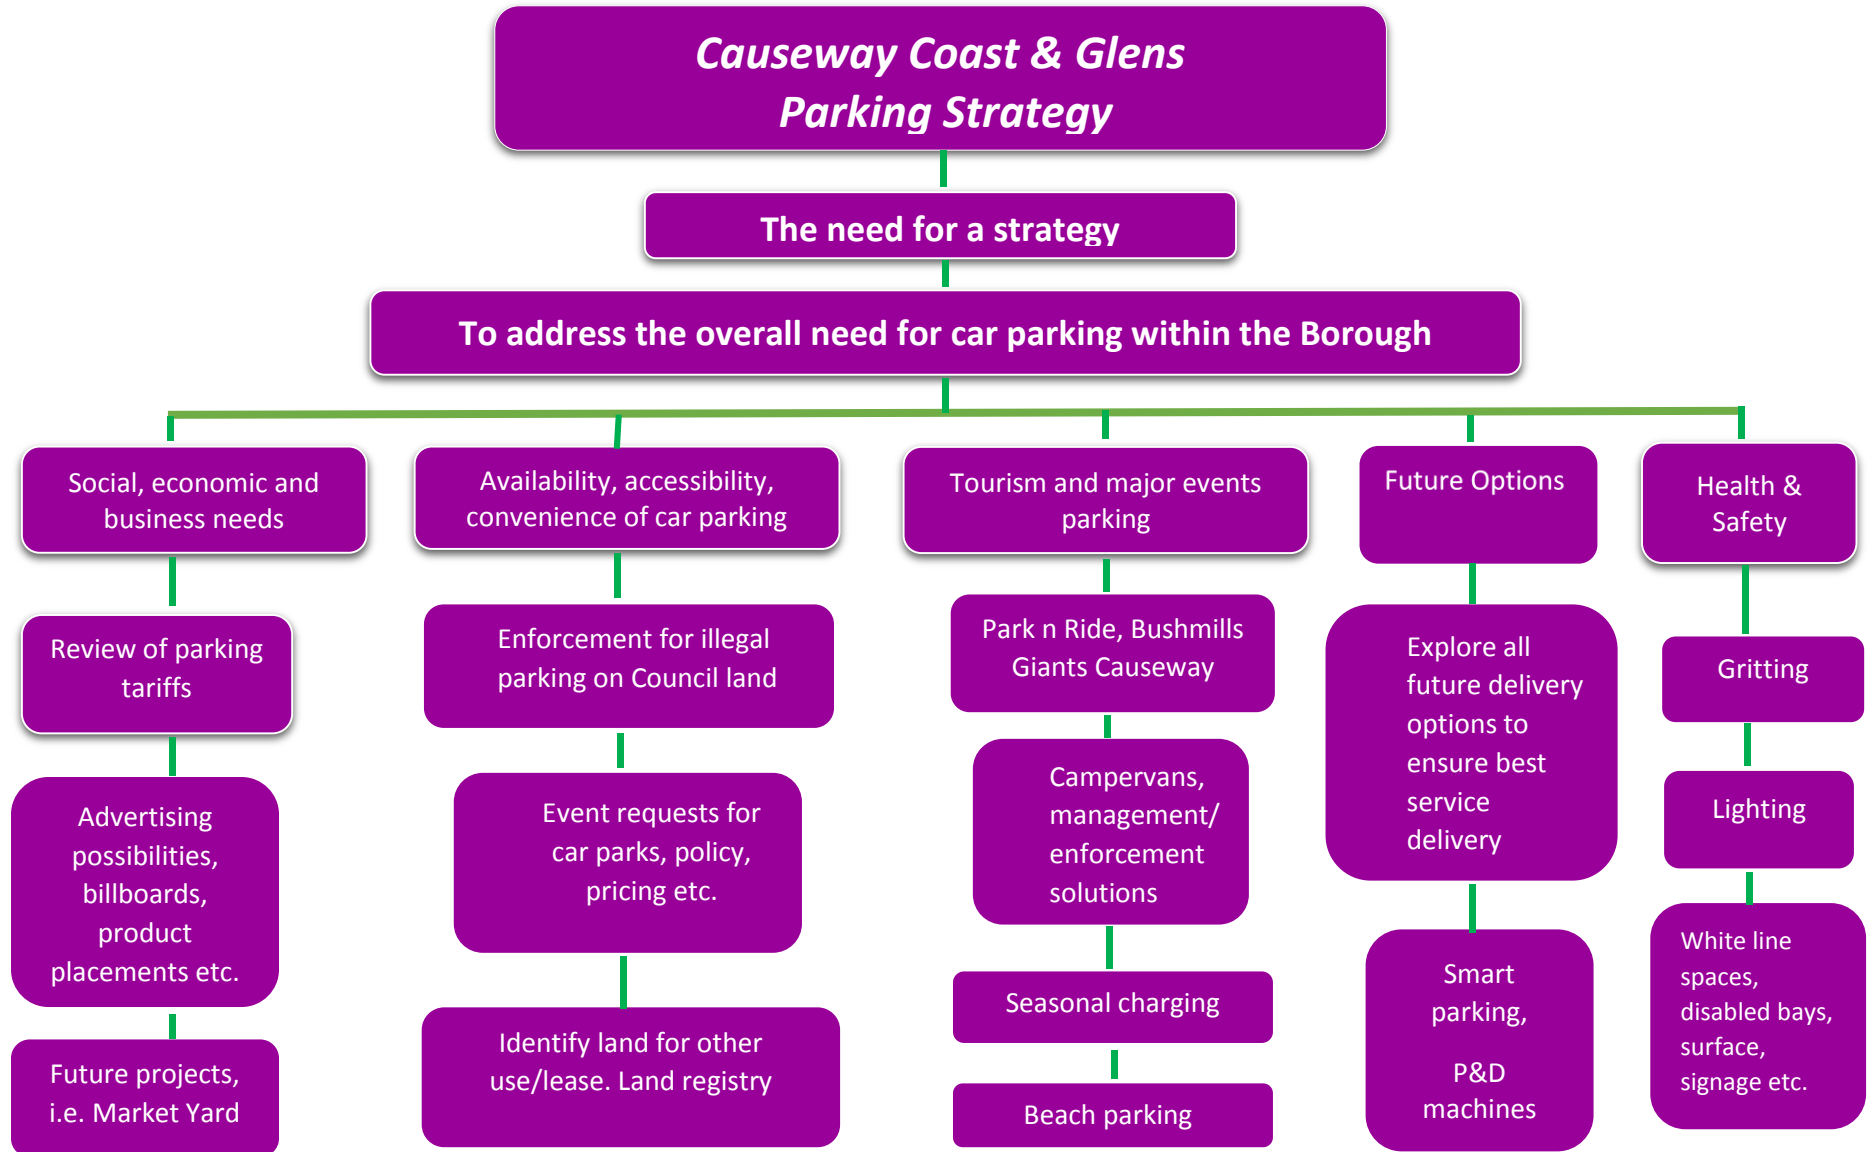 Causeway Coast & Glens
Parking Strategy
The need for a strategy
To address the overall need for car parking within the Borough
Social, economic and
business needs
Review of parking
tariffs
Advertising
possibilities,
billboards,
product
placements etc.
Future projects,
i.e. Market Yard
Availability, accessibility,
convenience of car parking
Enforcement for illegal
parking on Council land
Event requests for
car parks, policy,
pricing etc.
Identify land for other
use/lease. Land registry
Tourism and major events
parking
Park n Ride, Bushmills
Giants Causeway
Campervans,
management/
enforcement
solutions
Seasonal charging
Beach parking
Future Options
Explore all
future delivery
options to
ensure best
service
delivery
Smart
parking,
P&D
machines
Health &
Safety
Gritting
Lighting
White line
spaces,
disabled bays,
surface,
signage etc.